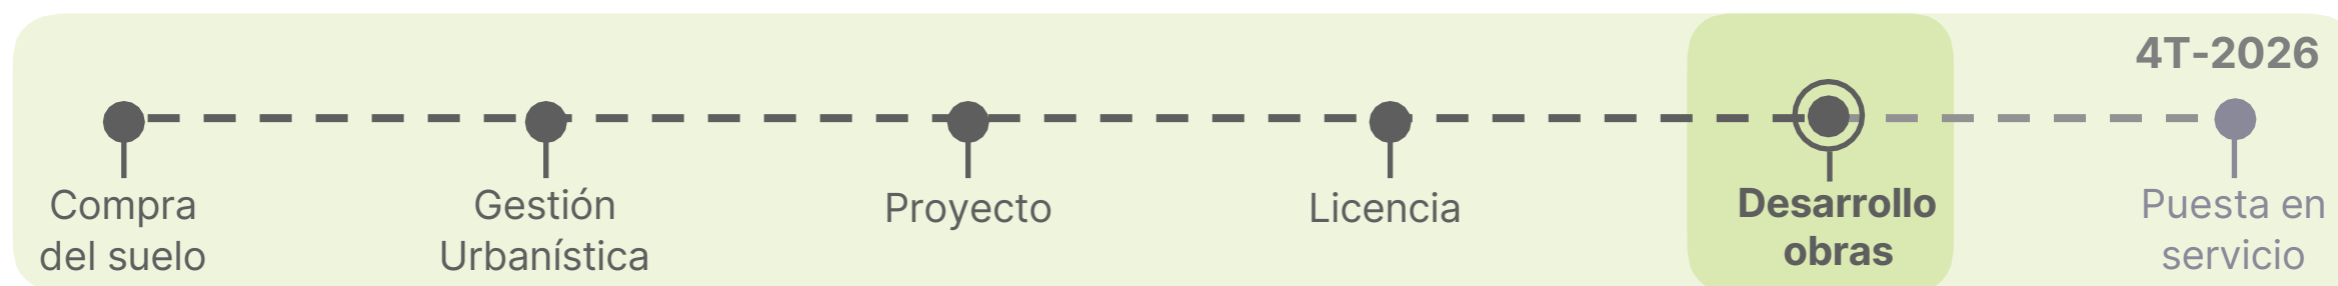 4T-2026
Compra
del suelo
Gestión
Urbanística
Proyecto
Licencia
Desarrollo
obras
Puesta en
servicio